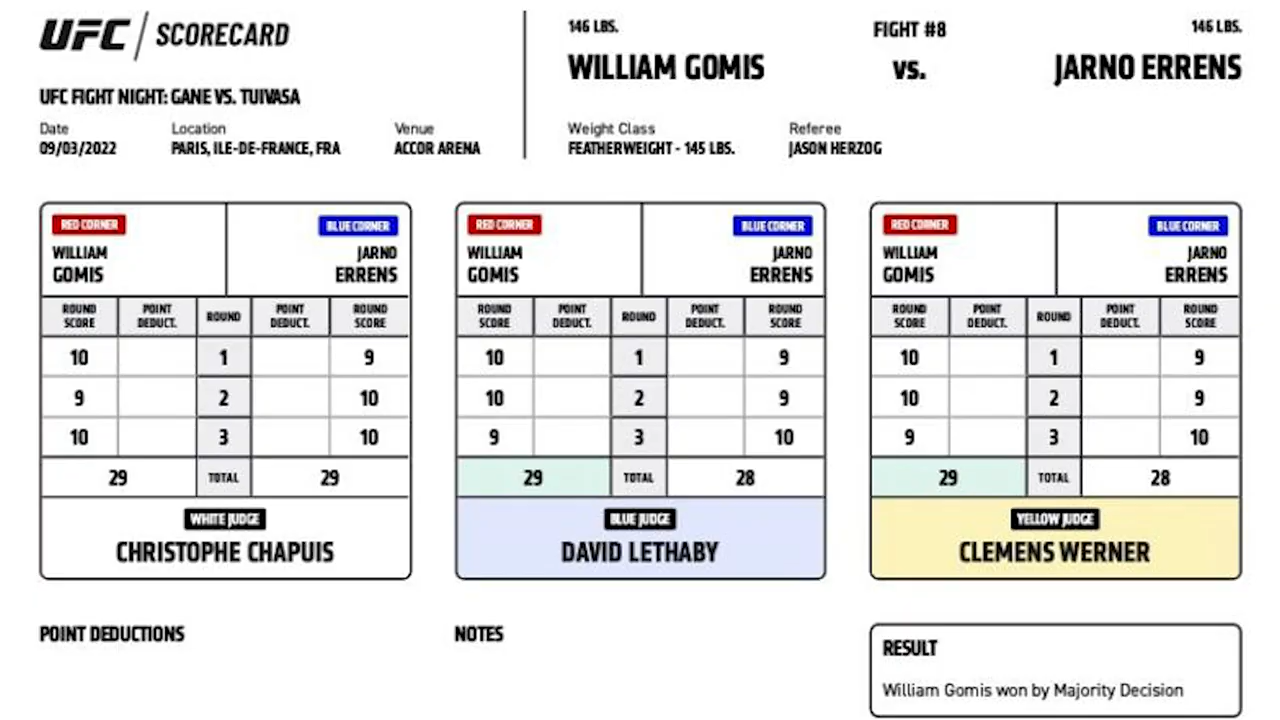 UFC / SCORECARD
UFC FIGHT NIGHT: GANE VS. TUIVASA
Date Location Venue
09/03/2022 PARIS, ILE-DE-FRANCE, FRA ACCOR ARENA
146 LBS. FIGHT #8 146 LBS.
WILLIAM GOMIS VS. JARNO ERRENS
Weight Class Referee
FEATHERWEIGHT - 145 LBS. JASON HERZOG
RED CORNER BLUE CORNER
WILLIAM JARNO
GOMIS ERRENS
ROUND POINT ROUND POINT ROUND
SCORE DEDUCT. DEDUCT. SCORE
10 1 9
9 2 10
10 3 10
29 TOTAL 29
WHITE JUDGE
CHRISTOPHE CHAPUIS
RED CORNER BLUE CORNER
WILLIAM JARNO
GOMIS ERRENS
ROUND POINT ROUND POINT ROUND
SCORE DEDUCT. DEDUCT. SCORE
10 1 9
10 2 9
9 3 10
29 TOTAL 28
BLUE JUDGE
DAVID LETHABY
RED CORNER BLUE CORNER
WILLIAM JARNO
GOMIS ERRENS
ROUND POINT ROUND POINT ROUND
SCORE DEDUCT. DEDUCT. SCORE
10 1 9
10 2 9
9 3 10
29 TOTAL 28
YELLOW JUDGE
CLEMENS WERNER
POINT DEDUCTIONS
NOTES
RESULT
William Gomis won by Majority Decision